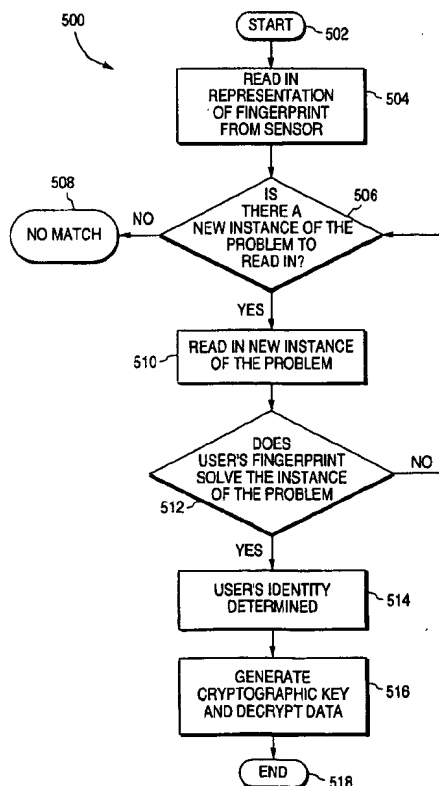 500
START
502
READ IN
REPRESENTATION
OF FINGERPRINT
FROM SENSOR
504
508
NO MATCH
NO
IS
THERE A
NEW INSTANCE OF THE
PROBLEM TO
READ IN?
506
YES
READ IN NEW INSTANCE
OF THE PROBLEM
510
DOES
USER'S FINGERPRINT
SOLVE THE INSTANCE
OF THE PROBLEM
NO
512
YES
USER'S IDENTITY
DETERMINED
514
GENERATE
CRYPTOGRAPHIC KEY
AND DECRYPT DATA
516
END
518